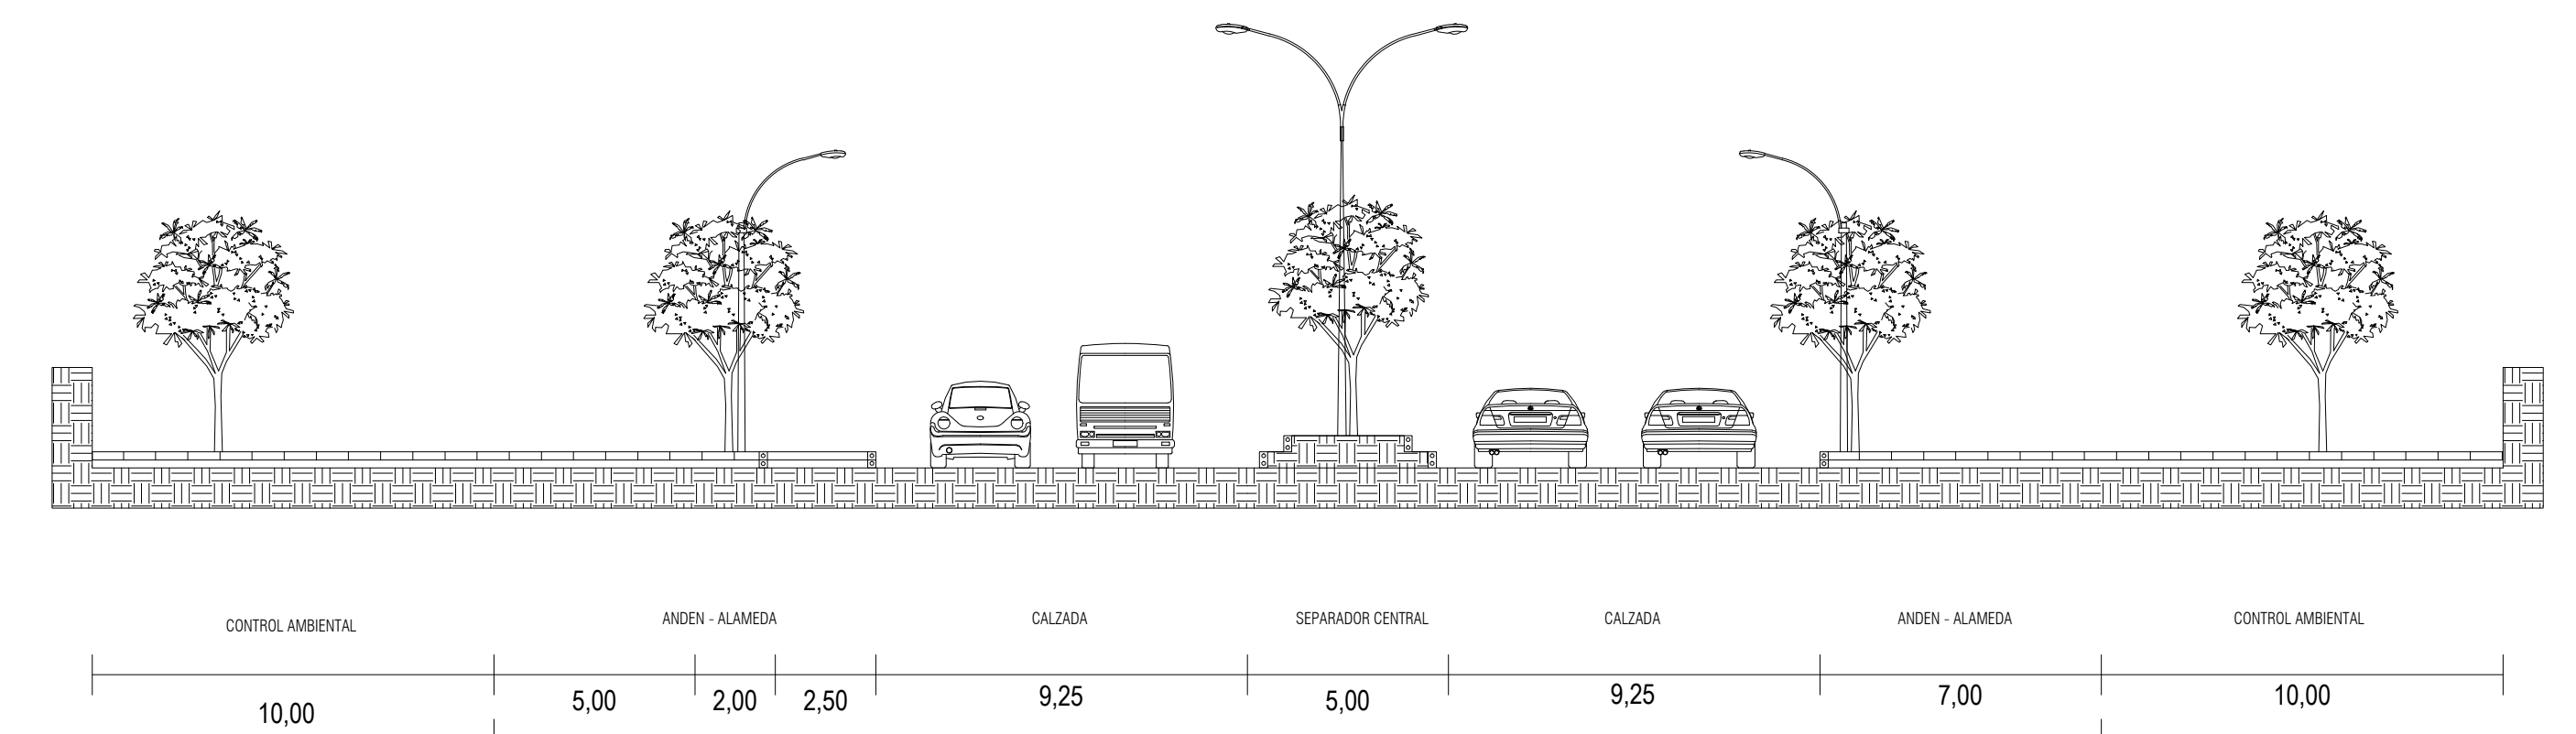 CONTROL AMBIENTAL
ANDEN - ALAMEDA
CALZADA
SEPARADOR CENTRAL
CALZADA
ANDEN - ALAMEDA
CONTROL AMBIENTAL
10,00
5,00
2,00
2,50
9,25
5,00
9,25
7,00
10,00